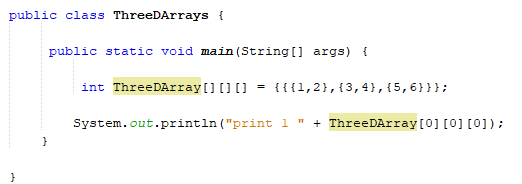 public class ThreeDArrays {
public static void main(String[] args) {
int ThreeDArray[][][] = {{{1,2},{3,4},{5,6}}};
System.out.println("print 1 " + ThreeDArray[0][0][0]);
}
}